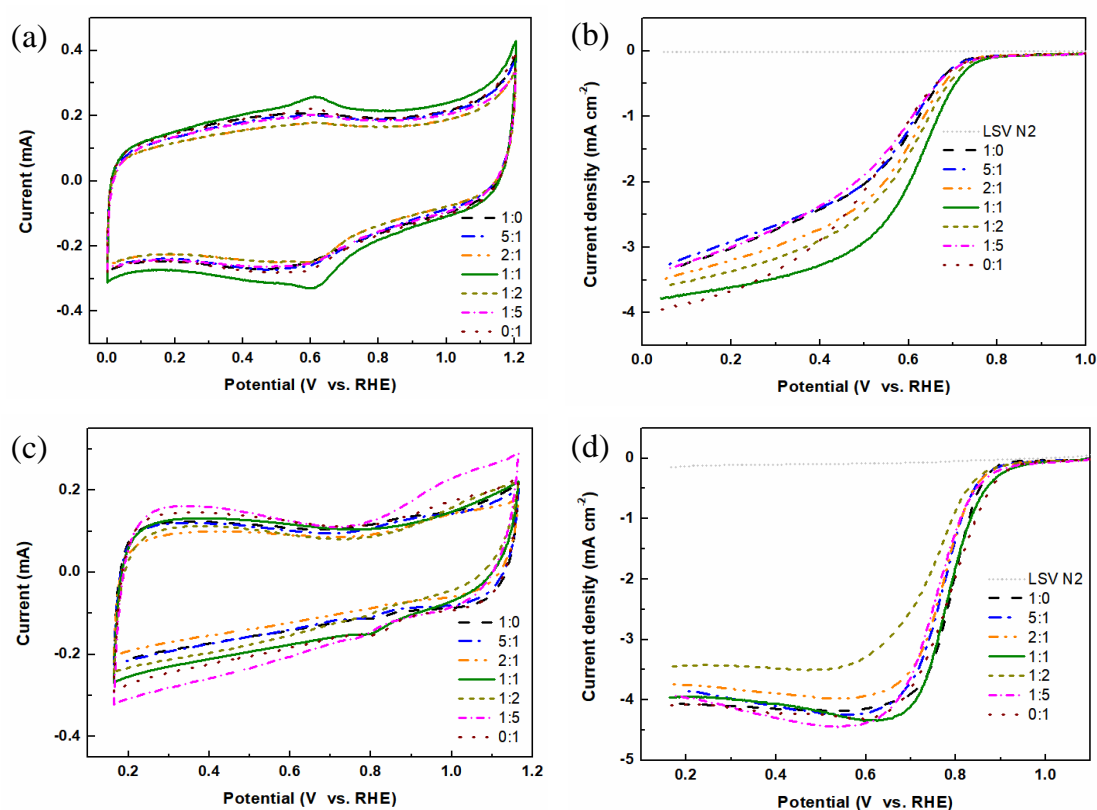 (a)
Current (mA)
0.4
0.2
0.0
-0.2
-0.4
0.0 0.2 0.4 0.6 0.8 1.0 1.2
Potential (V vs. RHE)
1:0
5:1
2:1
1:1
1:2
1:5
0:1
(b)
Current density (mA cm-2)
0
-1
-2
-3
-4
0.0 0.2 0.4 0.6 0.8 1.0
Potential (V vs. RHE)
LSV N2
1:0
5:1
2:1
1:1
1:2
1:5
0:1
(c)
Current (mA)
0.2
0.0
-0.2
-0.4
0.2 0.4 0.6 0.8 1.0 1.2
Potential (V vs. RHE)
1:0
5:1
2:1
1:1
1:2
1:5
0:1
(d)
Current density (mA cm-2)
0
-1
-2
-3
-4
-5
0.2 0.4 0.6 0.8 1.0
Potential (V vs. RHE)
LSV N2
1:0
5:1
2:1
1:1
1:2
1:5
0:1